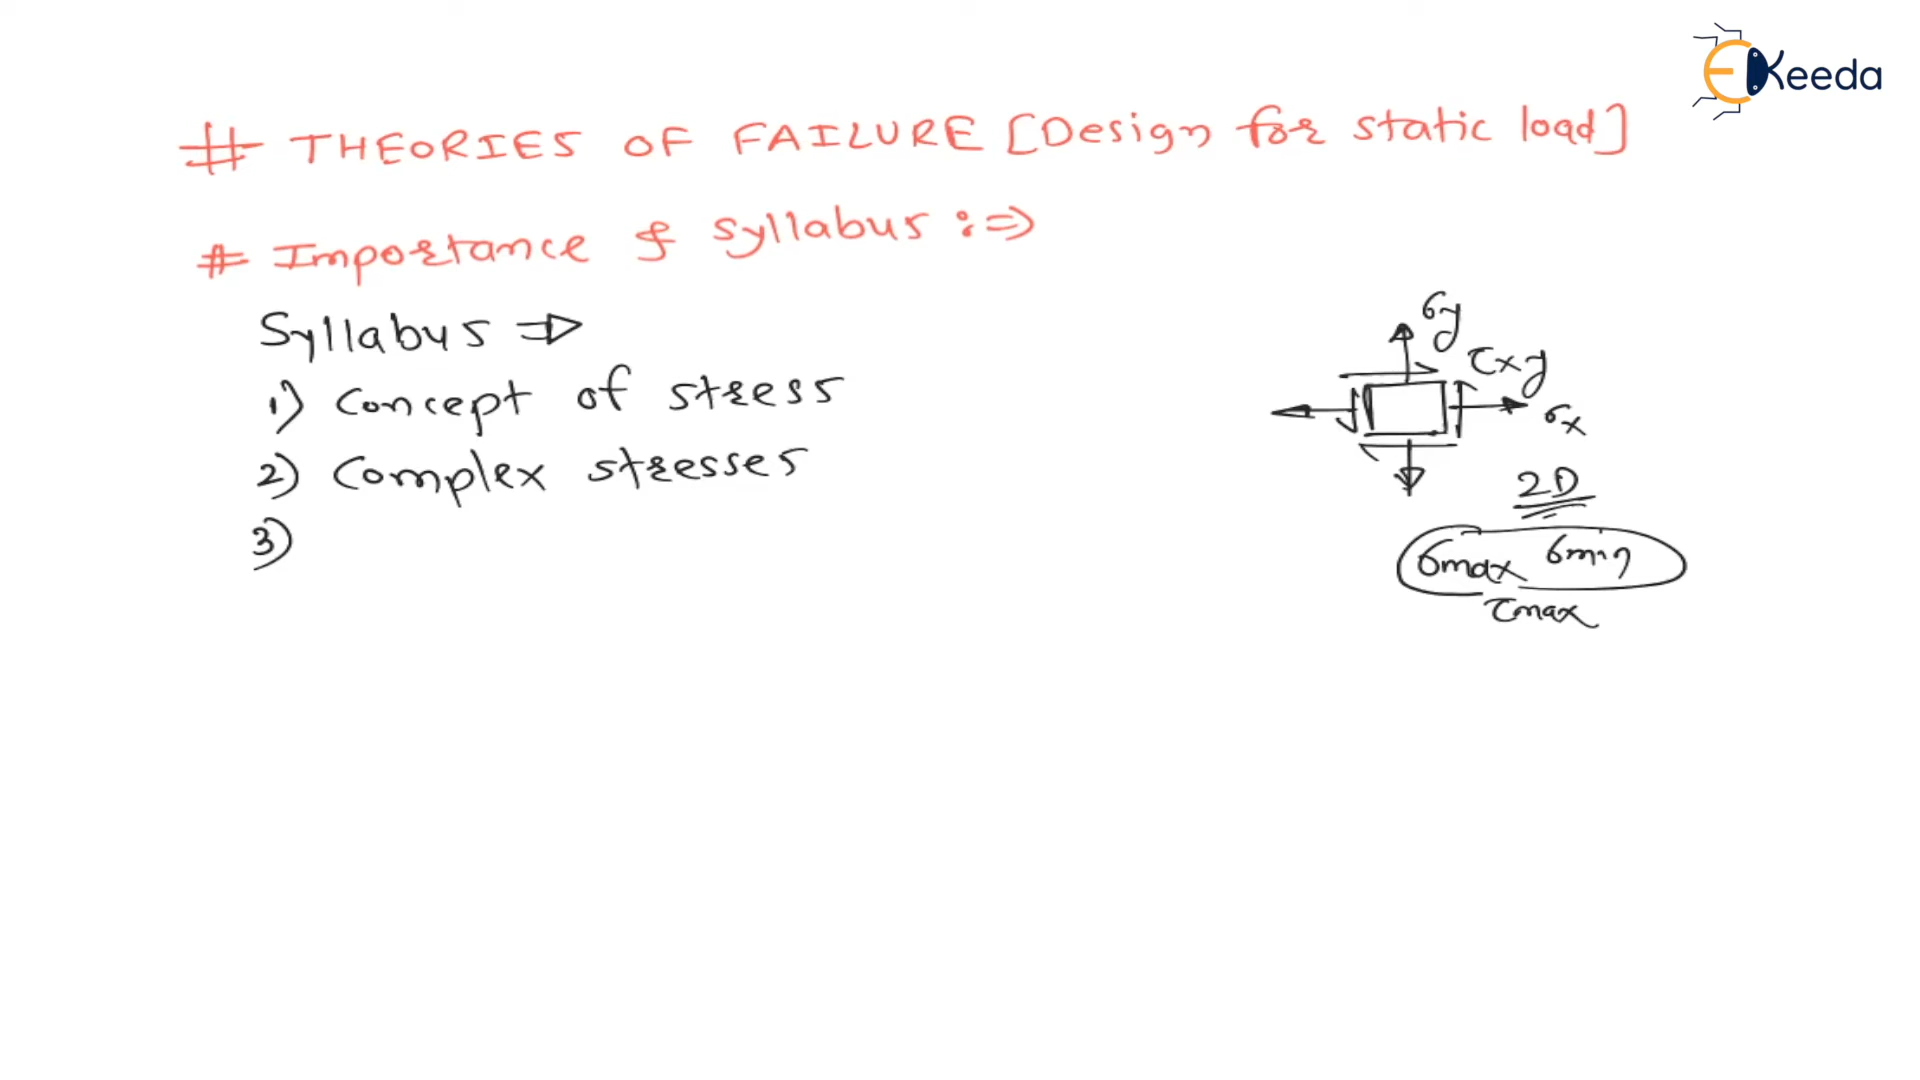 EKeeda
# THEORIES OF FAILURE [Design for static load]
# Importance & syllabus :⇒
Syllabus ⇒
1) Concept of stress
2) Complex stresses
3)
σy
τxy
σx
2D
σmax σmin
τmax